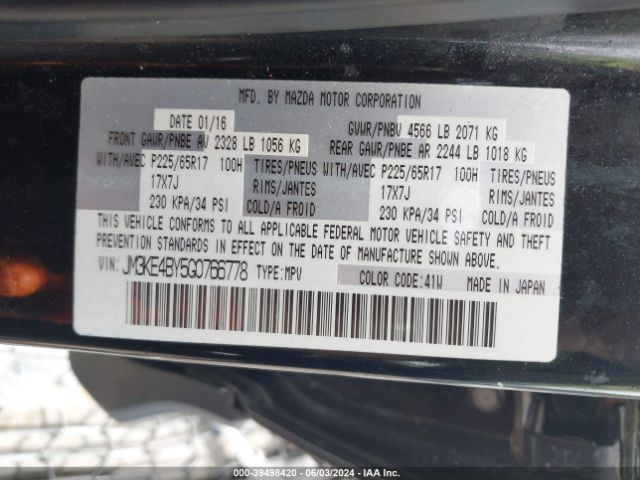 MFD. BY MAZDA MOTOR CORPORATION
DATE 01/16 GVWR/PNBV 4566 LB 2071 KG
FRONT GAWR/PNBE AV 2328 LB 1056 KG REAR GAWR/PNBE AR 2244 LB 1018 KG
WITH/AVEC P225/65R17 100H TIRES/PNEUS WITH/AVEC P225/65R17 100H TIRES/PNEUS
17X7J RIMS/JANTES 17X7J RIMS/JANTES
230 KPA/34 PSI COLD/A FROID 230 KPA/34 PSI COLD/A FROID
THIS VEHICLE CONFORMS TO ALL APPLICABLE FEDERAL MOTOR VEHICLE SAFETY AND THEFT
PREVENTION STANDARDS IN EFFECT ON THE DATE OF MANUFACTURE SHOWN ABOVE.
VIN: JM3KE4BY5G0766778 TYPE:MPV COLOR CODE:41W MADE IN JAPAN
000-39498420 - 06/03/2024 - IAA Inc.